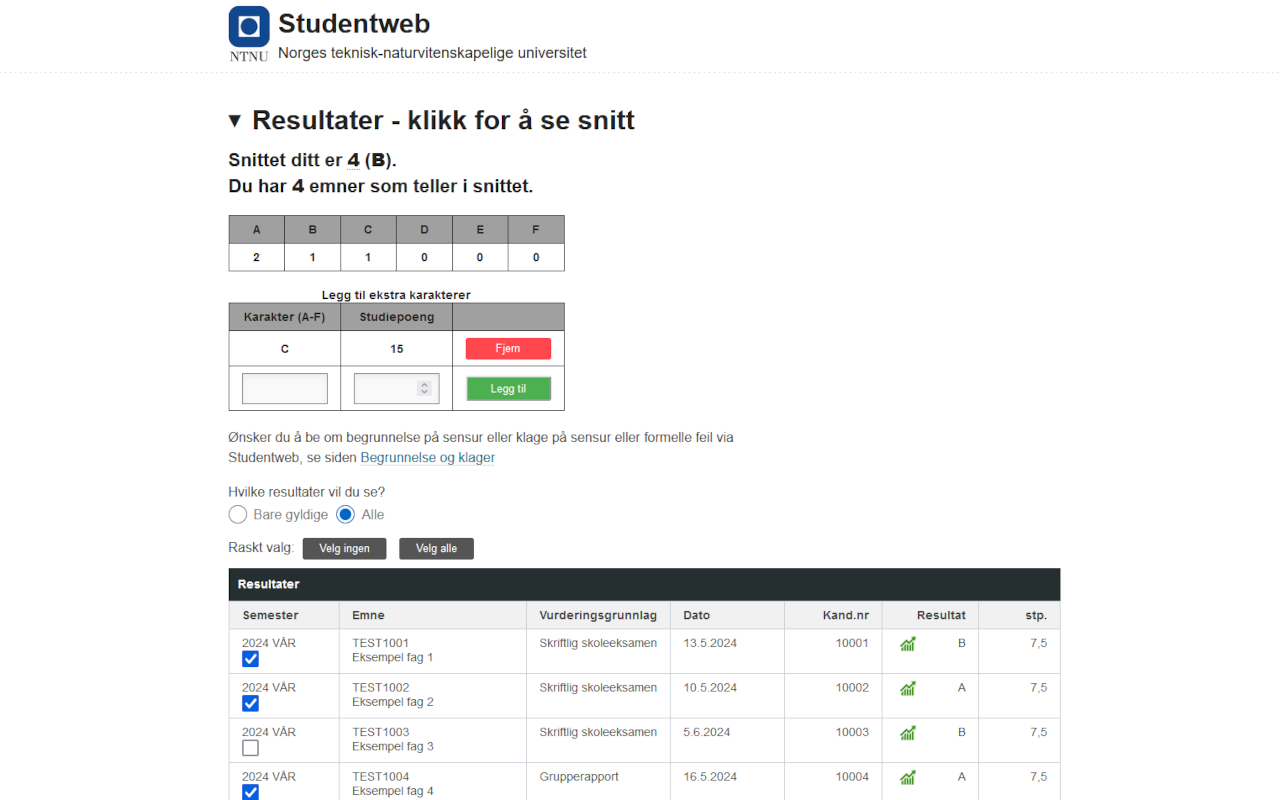 Studentweb
NTNU Norges teknisk-naturvitenskapelige universitet
▼ Resultater - klikk for å se snitt
Snittet ditt er 4 (B).
Du har 4 emner som teller i snittet.
A B C D E F
2 1 1 0 0 0
Legg til ekstra karakterer
Karakter (A-F) Studiepoeng
C 15 Fjern
Legg til
Ønsker du å be om begrunnelse på sensur eller klage på sensur eller formelle feil via
Studentweb, se siden Begrunnelse og klager
Hvilke resultater vil du se?
Bare gyldige Alle
Raskt valg: Velg ingen Velg alle
Resultater
Semester Emne Vurderingsgrunnlag Dato Kand.nr Resultat stp.
2024 VÅR TEST1001 Skriftlig skoleeksamen 13.5.2024 10001 B 7,5
Eksempel fag 1
2024 VÅR TEST1002 Skriftlig skoleeksamen 10.5.2024 10002 A 7,5
Eksempel fag 2
2024 VÅR TEST1003 Skriftlig skoleeksamen 5.6.2024 10003 B 7,5
Eksempel fag 3
2024 VÅR TEST1004 Grupperapport 16.5.2024 10004 A 7,5
Eksempel fag 4